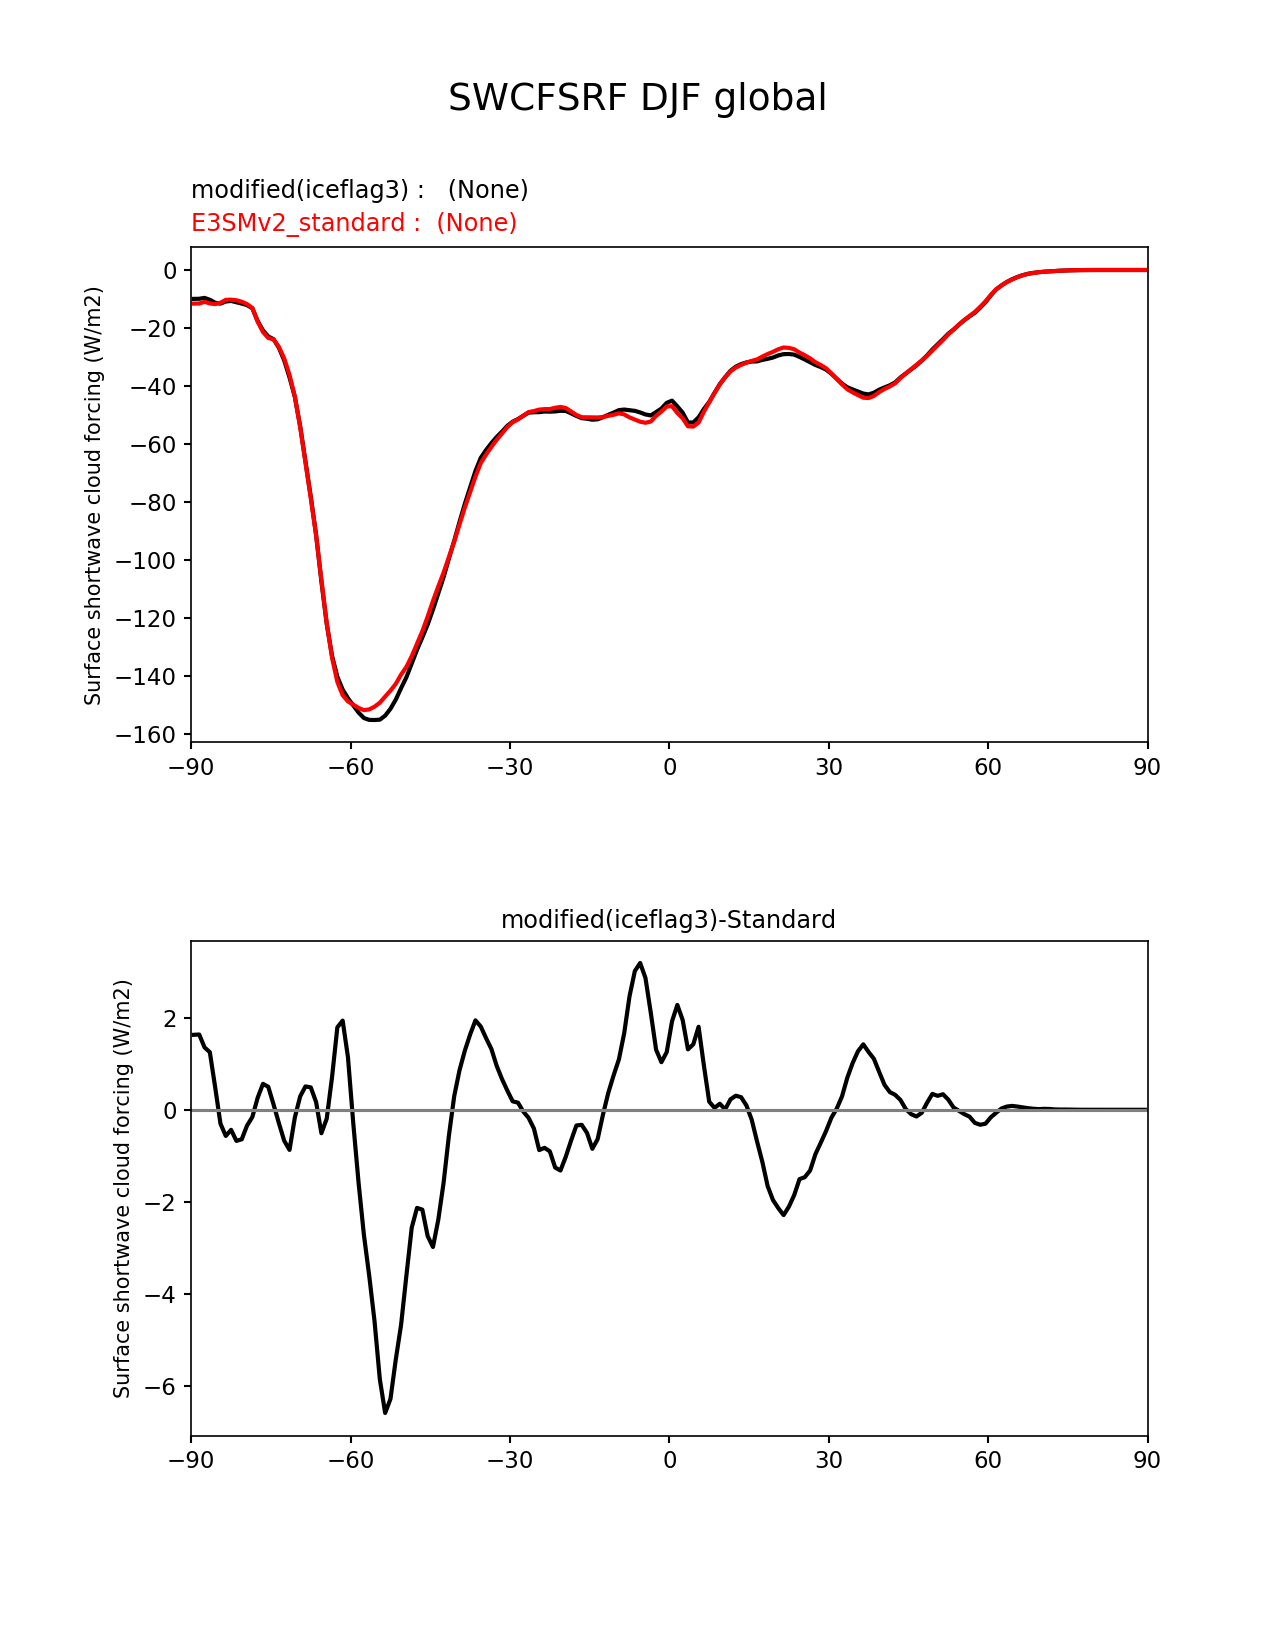 SWCFSRF DJF global
modified(iceflag3) :   (None)
E3SMv2_standard :  (None)
Surface shortwave cloud forcing (W/m2)
0
−20
−40
−60
−80
−100
−120
−140
−160
−90 −60 −30 0 30 60 90
modified(iceflag3)-Standard
Surface shortwave cloud forcing (W/m2)
2
0
−2
−4
−6
−90 −60 −30 0 30 60 90